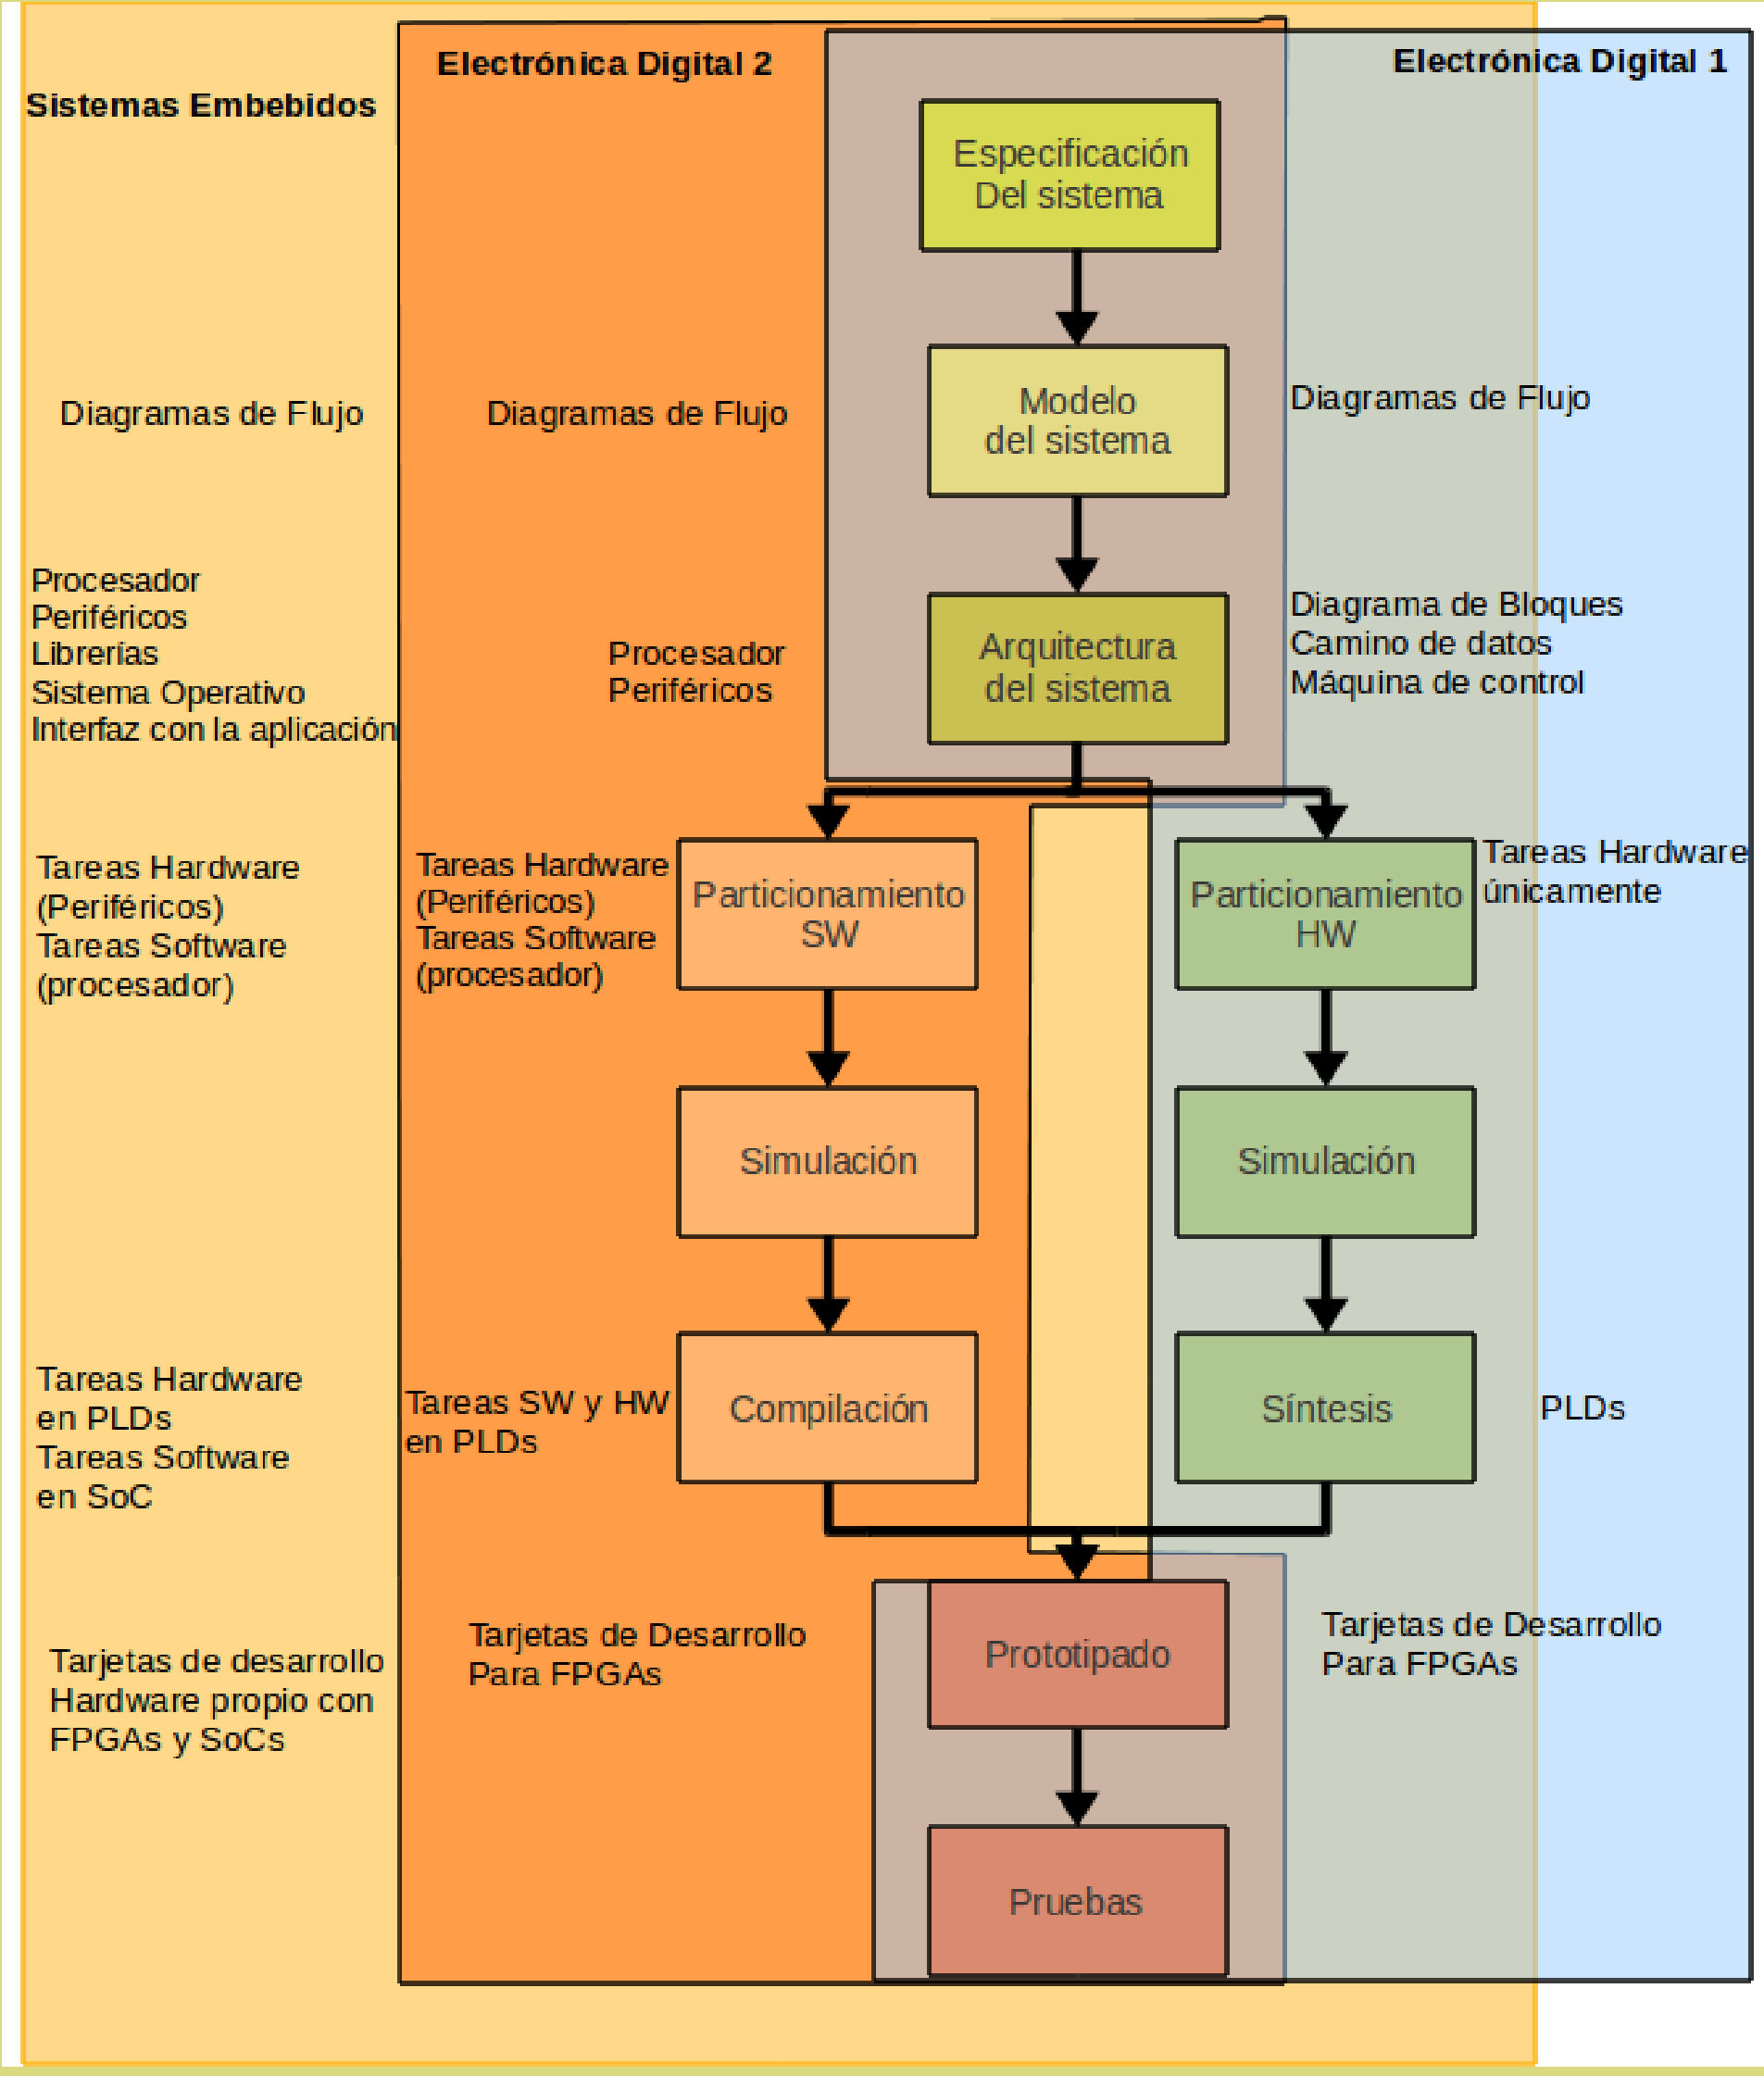 Electrónica Digital 2
Electrónica Digital 1
Sistemas Embebidos
Especificación
Del sistema
Diagramas de Flujo
Diagramas de Flujo
Modelo
del sistema
Diagramas de Flujo
Procesador
Periféricos
Librerías
Sistema Operativo
Interfaz con la aplicación
Procesador
Periféricos
Arquitectura
del sistema
Diagrama de Bloques
Camino de datos
Máquina de control
Tareas Hardware
(Periféricos)
Tareas Software
(procesador)
Tareas Hardware
(Periféricos)
Tareas Software
(procesador)
Particionamiento
SW
Particionamiento
HW
Tareas Hardware
únicamente
Simulación
Simulación
Tareas Hardware
en PLDs
Tareas Software
en SoC
Tareas SW y HW
en PLDs
Compilación
Síntesis
PLDs
Tarjetas de desarrollo
Hardware propio con
FPGAs y SoCs
Tarjetas de Desarrollo
Para FPGAs
Prototipado
Tarjetas de Desarrollo
Para FPGAs
Pruebas